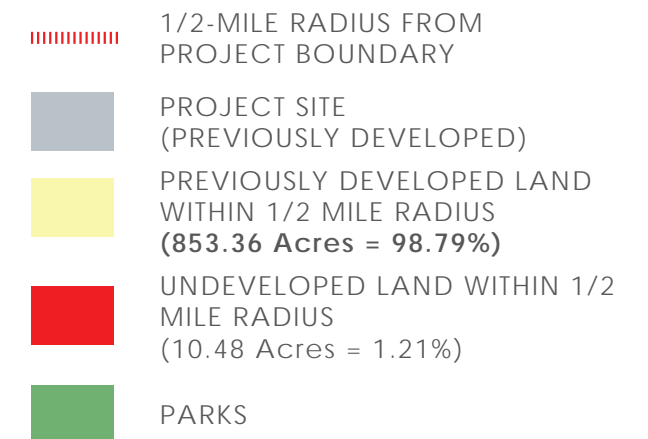 1/2-MILE RADIUS FROM
PROJECT BOUNDARY
PROJECT SITE
(PREVIOUSLY DEVELOPED)
PREVIOUSLY DEVELOPED LAND
WITHIN 1/2 MILE RADIUS
(853.36 Acres = 98.79%)
UNDEVELOPED LAND WITHIN 1/2
MILE RADIUS
(10.48 Acres = 1.21%)
PARKS